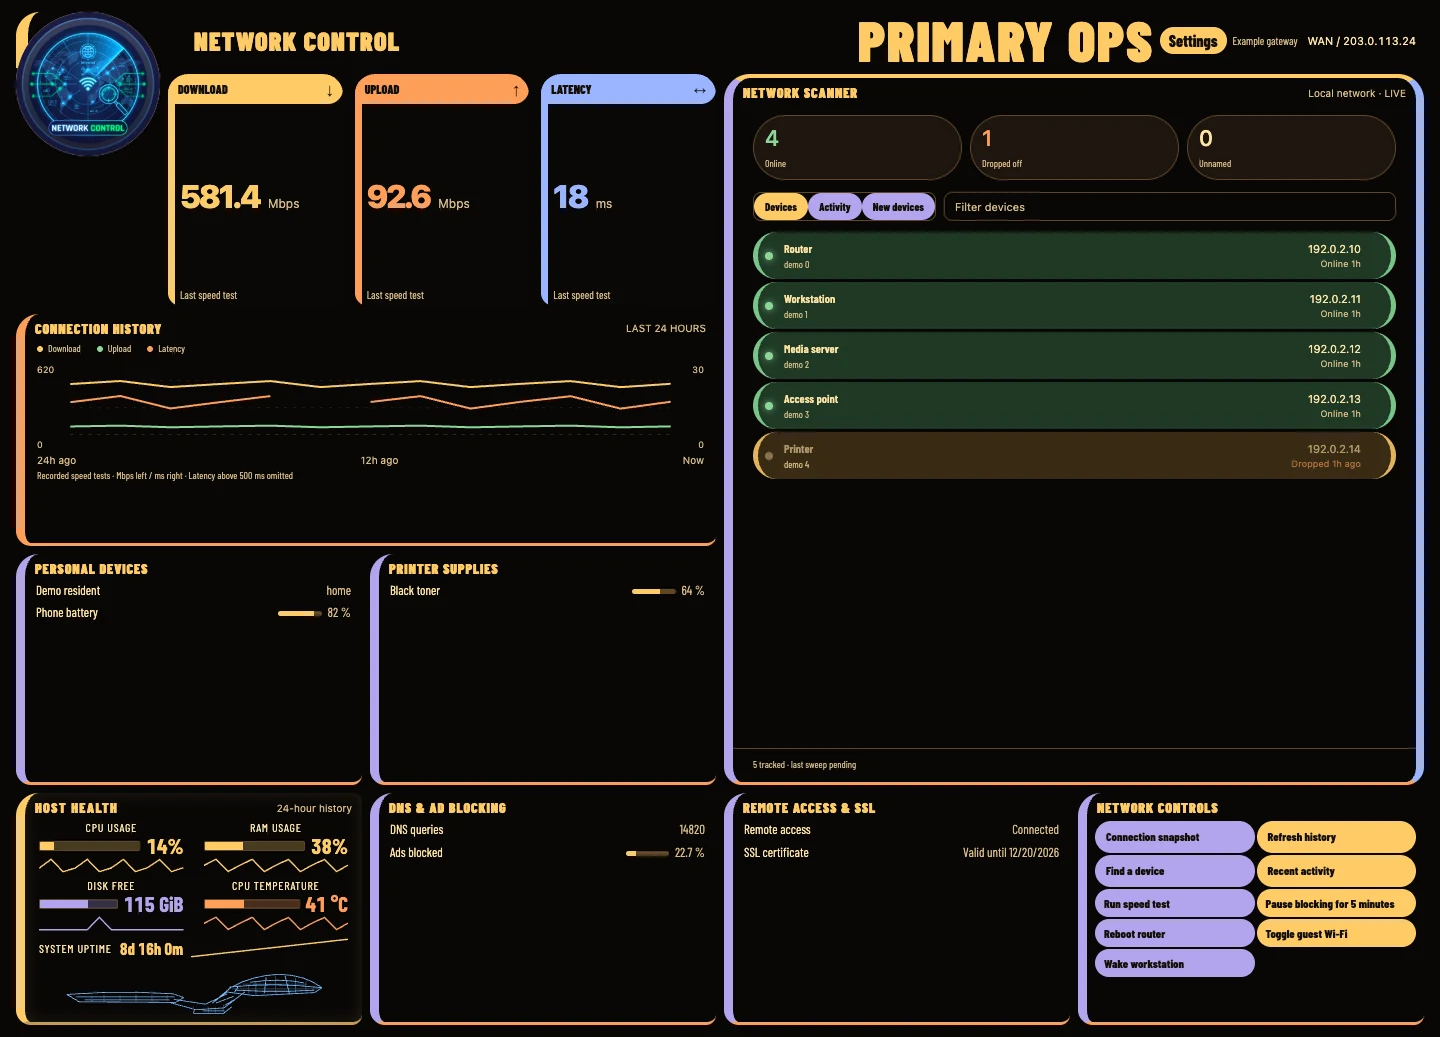 NETWORK CONTROL
NETWORK CONTROL
PRIMARY OPS
Settings
Example gateway
WAN / 203.0.113.24
DOWNLOAD ↓
581.4 Mbps
Last speed test
UPLOAD ↑
92.6 Mbps
Last speed test
LATENCY ↔
18 ms
Last speed test
CONNECTION HISTORY
LAST 24 HOURS
Download
Upload
Latency
620
30
0
0
24h ago
12h ago
Now
Recorded speed tests · Mbps left / ms right · Latency above 500 ms omitted
PERSONAL DEVICES
Demo resident home
Phone battery 82 %
PRINTER SUPPLIES
Black toner 64 %
NETWORK SCANNER
Local network · LIVE
4
Online
1
Dropped off
0
Unnamed
Devices
Activity
New devices
Filter devices
Router 192.0.2.10
demo 0 Online 1h
Workstation 192.0.2.11
demo 1 Online 1h
Media server 192.0.2.12
demo 2 Online 1h
Access point 192.0.2.13
demo 3 Online 1h
Printer 192.0.2.14
demo 4 Dropped 1h ago
5 tracked · last sweep pending
HOST HEALTH
24-hour history
CPU USAGE
14%
RAM USAGE
38%
DISK FREE
115 GiB
CPU TEMPERATURE
41 °C
SYSTEM UPTIME 8d 16h 0m
DNS & AD BLOCKING
DNS queries 14820
Ads blocked 22.7 %
REMOTE ACCESS & SSL
Remote access Connected
SSL certificate Valid until 12/20/2026
NETWORK CONTROLS
Connection snapshot
Refresh history
Find a device
Recent activity
Run speed test
Pause blocking for 5 minutes
Reboot router
Toggle guest Wi-Fi
Wake workstation